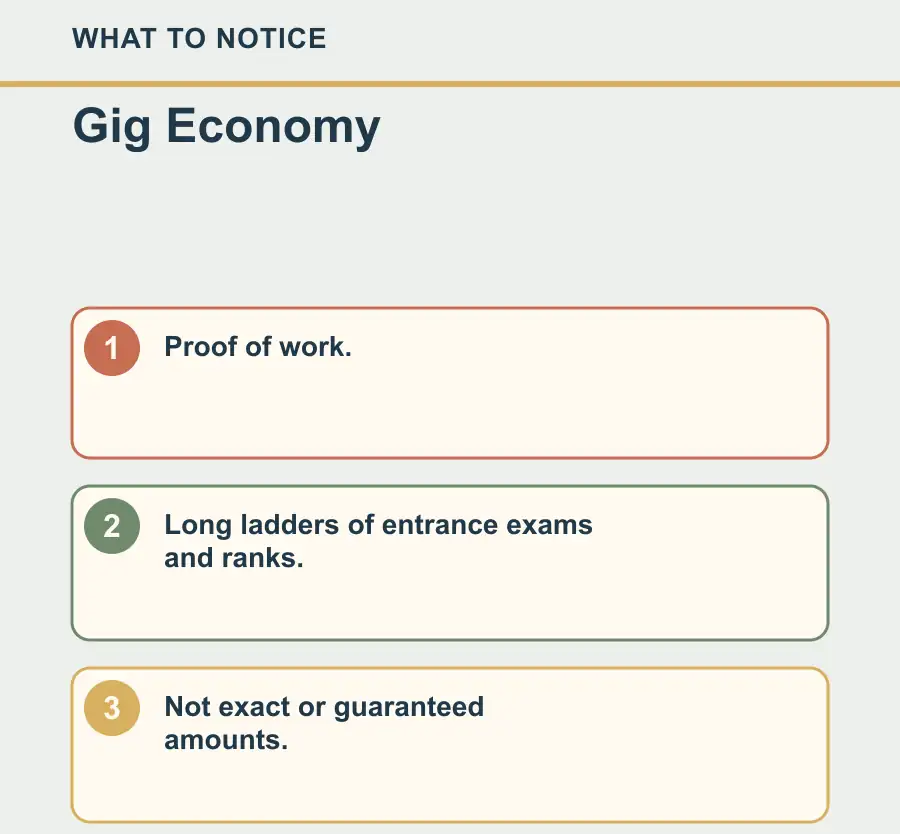 WHAT TO NOTICE
Gig Economy
1 Proof of work.
2 Long ladders of entrance exams
and ranks.
3 Not exact or guaranteed
amounts.